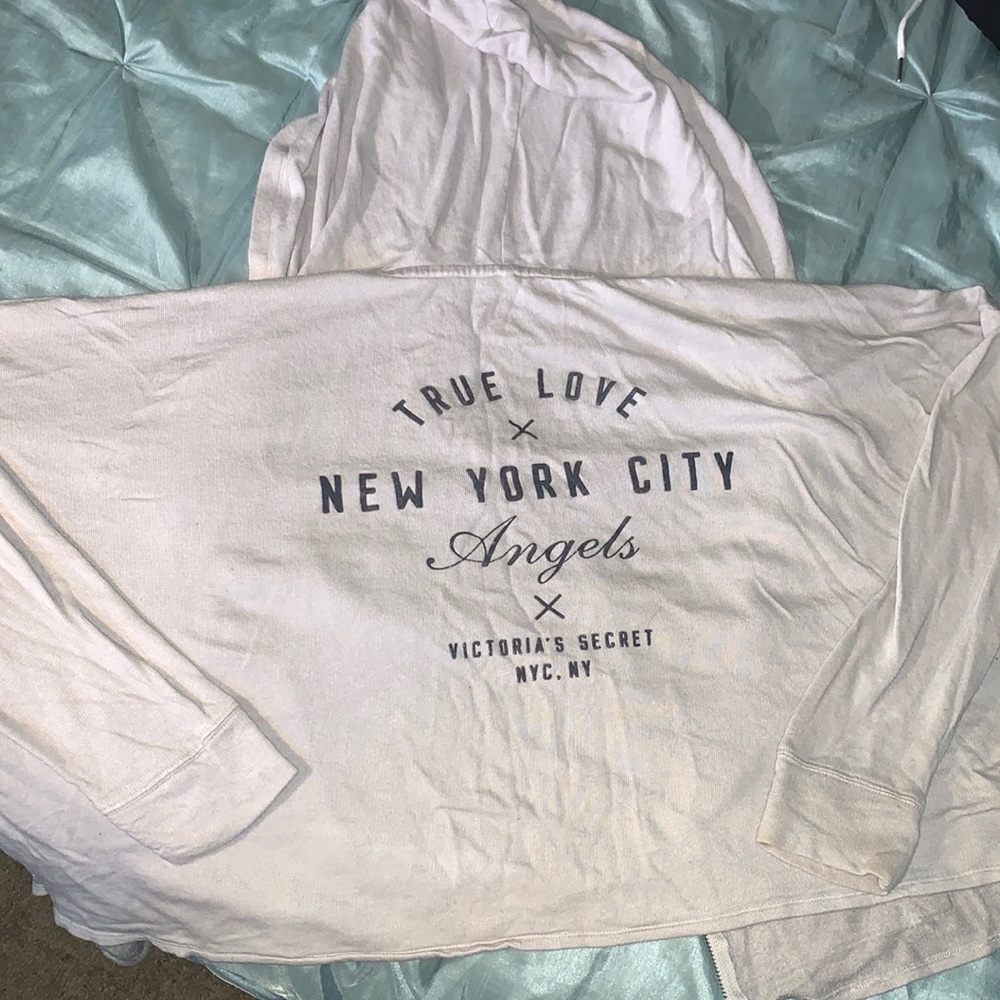 TRUE LOVE
X
NEW YORK CITY
Angels
X
VICTORIA'S SECRET
NYC, NY